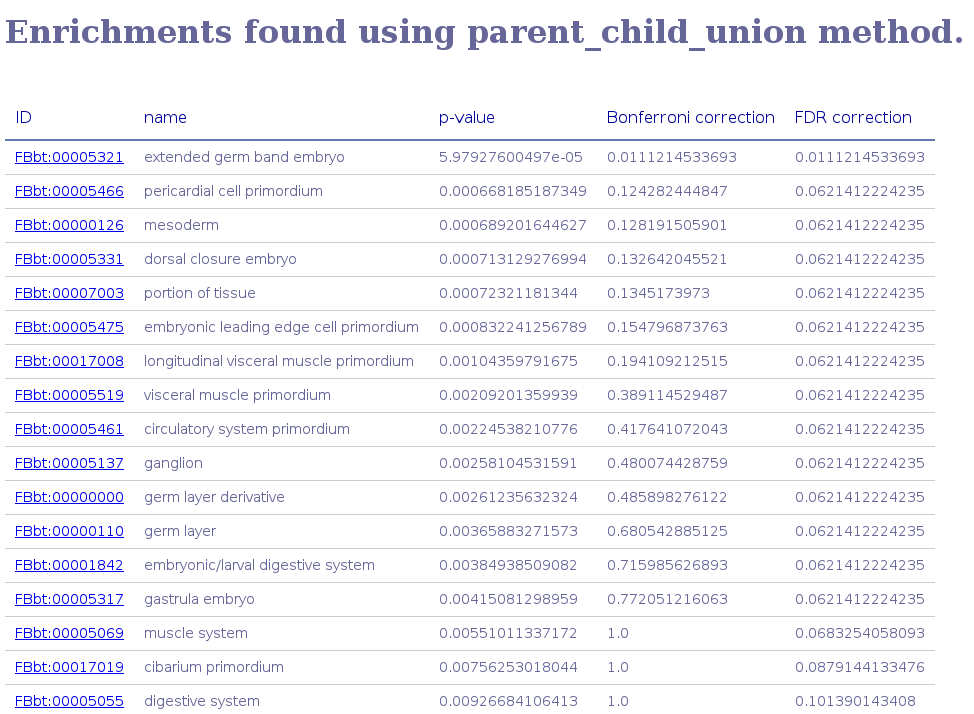 Enrichments found using parent_child_union method.
ID name p-value Bonferroni correction FDR correction
FBbt:00005321 extended germ band embryo 5.97927600497e-05 0.0111214533693 0.0111214533693
FBbt:00005466 pericardial cell primordium 0.000668185187349 0.124282444847 0.0621412224235
FBbt:00000126 mesoderm 0.000689201644627 0.128191505901 0.0621412224235
FBbt:00005331 dorsal closure embryo 0.000713129276994 0.132642045521 0.0621412224235
FBbt:00007003 portion of tissue 0.00072321181344 0.1345173973 0.0621412224235
FBbt:00005475 embryonic leading edge cell primordium 0.000832241256789 0.154796873763 0.0621412224235
FBbt:00017008 longitudinal visceral muscle primordium 0.00104359791675 0.194109212515 0.0621412224235
FBbt:00005519 visceral muscle primordium 0.00209201359939 0.389114529487 0.0621412224235
FBbt:00005461 circulatory system primordium 0.00224538210776 0.417641072043 0.0621412224235
FBbt:00005137 ganglion 0.00258104531591 0.480074428759 0.0621412224235
FBbt:00000000 germ layer derivative 0.00261235632324 0.485898276122 0.0621412224235
FBbt:00000110 germ layer 0.00365883271573 0.680542885125 0.0621412224235
FBbt:00001842 embryonic/larval digestive system 0.00384938509082 0.715985626893 0.0621412224235
FBbt:00005317 gastrula embryo 0.00415081298959 0.772051216063 0.0621412224235
FBbt:00005069 muscle system 0.00551011337172 1.0 0.0683254058093
FBbt:00017019 cibarium primordium 0.00756253018044 1.0 0.0879144133476
FBbt:00005055 digestive system 0.00926684106413 1.0 0.101390143408